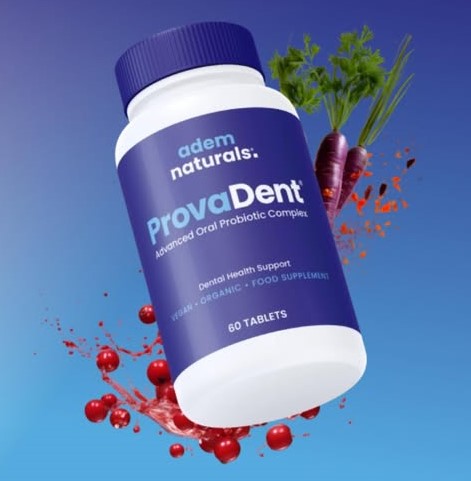 adem
naturals:
ProvaDent®
Advanced Oral Probiotic Complex
Dental Health Support
VEGAN • ORGANIC • FOOD SUPPLEMENT
60 TABLETS